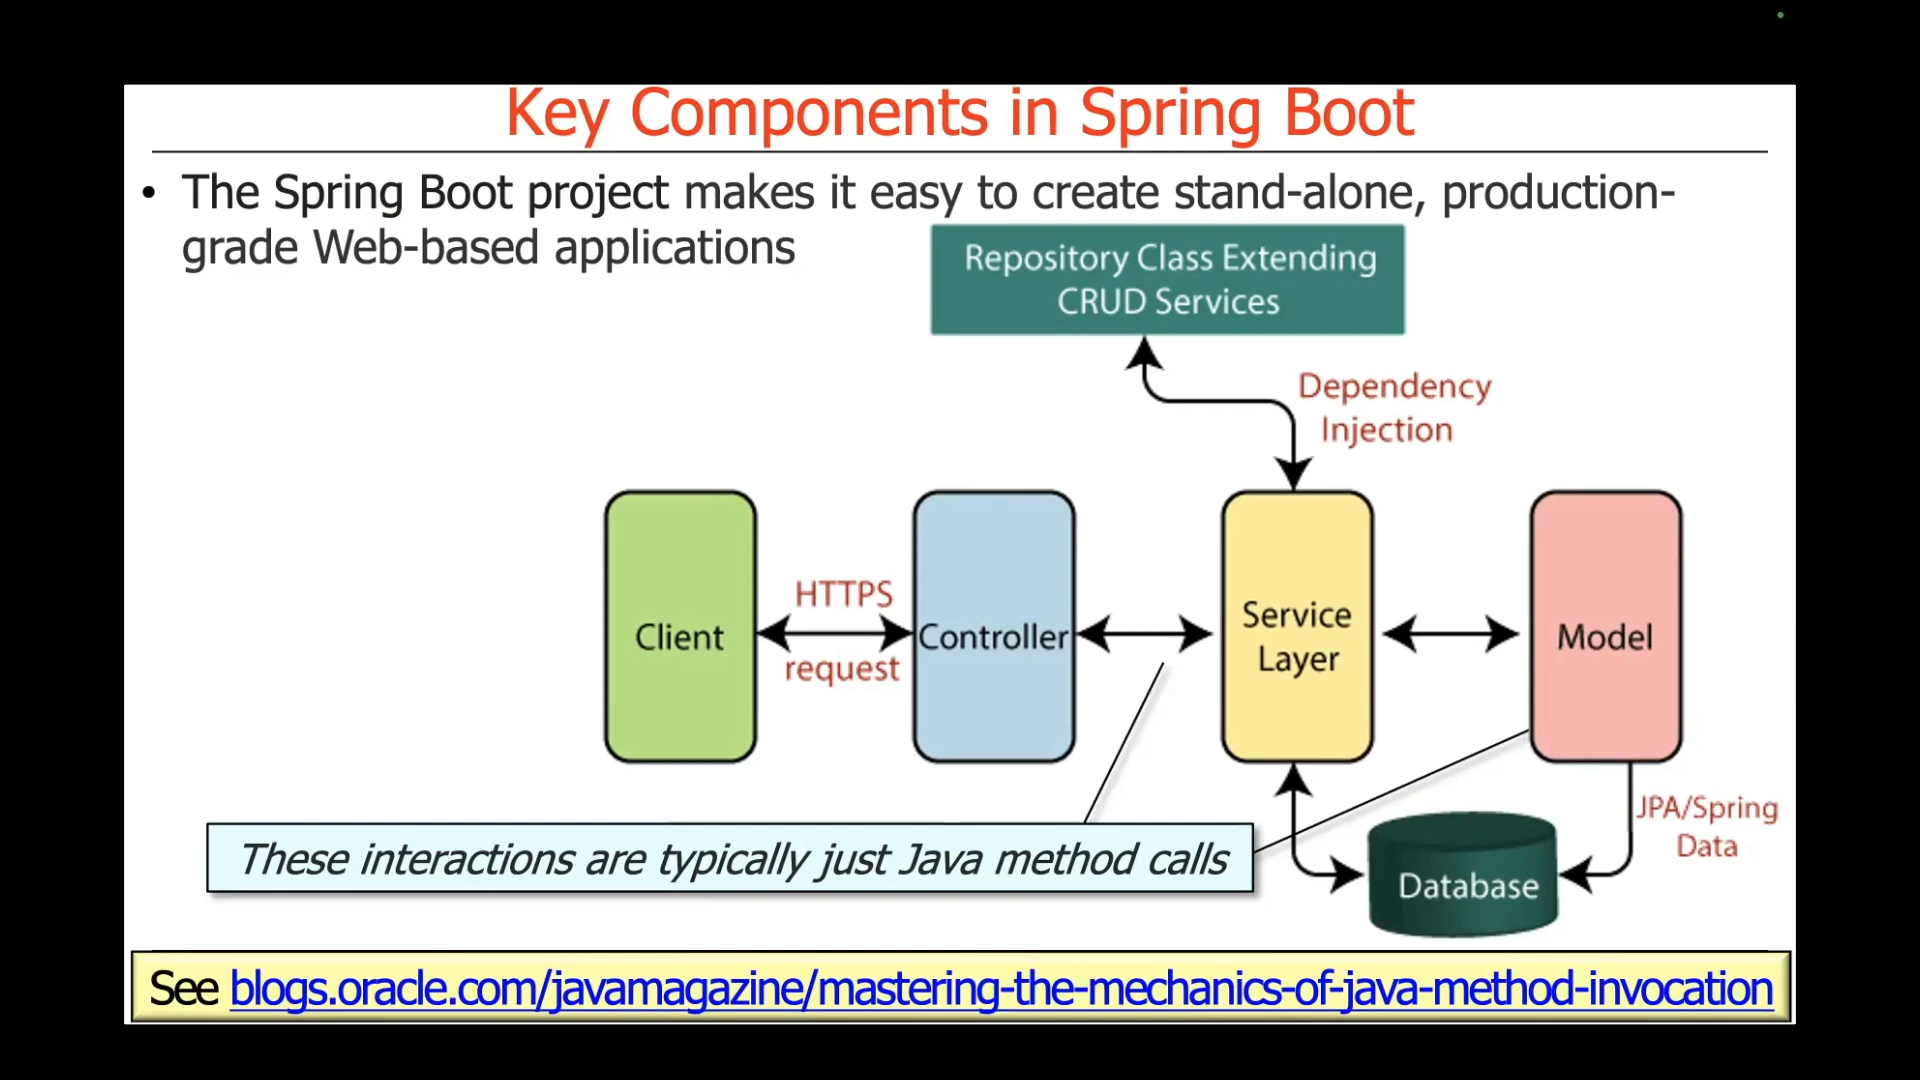 Key Components in Spring Boot
• The Spring Boot project makes it easy to create stand-alone, production-
grade Web-based applications
Repository Class Extending
CRUD Services
Dependency
Injection
Client
HTTPS
request
Controller
Service
Layer
Model
JPA/Spring
Data
Database
These interactions are typically just Java method calls
See blogs.oracle.com/javamagazine/mastering-the-mechanics-of-java-method-invocation